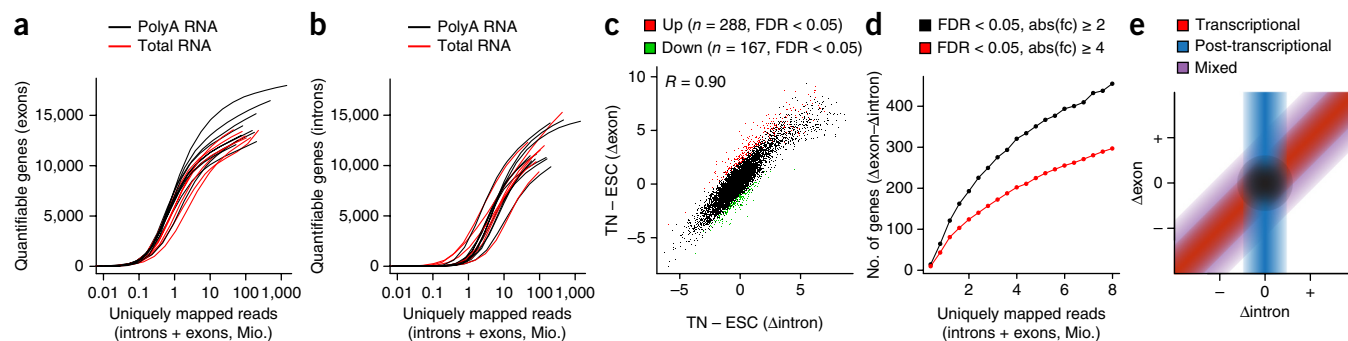 a
PolyA RNA
Total RNA
Quantifiable genes (exons)
15,000
10,000
5,000
0
0.01 0.1 1 10 100 1,000
Uniquely mapped reads
(introns + exons, Mio.)
b
PolyA RNA
Total RNA
Quantifiable genes (introns)
15,000
10,000
5,000
0
0.01 0.1 1 10 100 1,000
Uniquely mapped reads
(introns + exons, Mio.)
c
Up (n = 288, FDR < 0.05)
Down (n = 167, FDR < 0.05)
R = 0.90
TN – ESC (Δexon)
10
5
0
−5
−5 0 5
TN – ESC (Δintron)
d
FDR < 0.05, abs(fc) ≥ 2
FDR < 0.05, abs(fc) ≥ 4
No. of genes (Δexon–Δintron)
400
300
200
100
0
2 4 6 8
Uniquely mapped reads
(introns + exons, Mio.)
e
Transcriptional
Post-transcriptional
Mixed
Δexon
+
0
−
− 0 +
Δintron